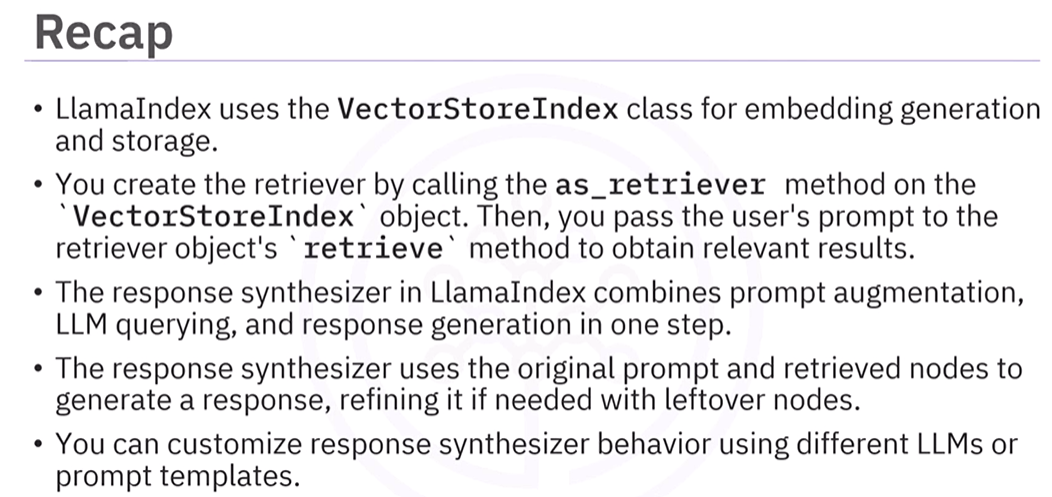 Recap
• LlamaIndex uses the VectorStoreIndex class for embedding generation
and storage.
• You create the retriever by calling the as_retriever method on the
`VectorStoreIndex` object. Then, you pass the user's prompt to the
retriever object's `retrieve` method to obtain relevant results.
• The response synthesizer in LlamaIndex combines prompt augmentation,
LLM querying, and response generation in one step.
• The response synthesizer uses the original prompt and retrieved nodes to
generate a response, refining it if needed with leftover nodes.
• You can customize response synthesizer behavior using different LLMs or
prompt templates.